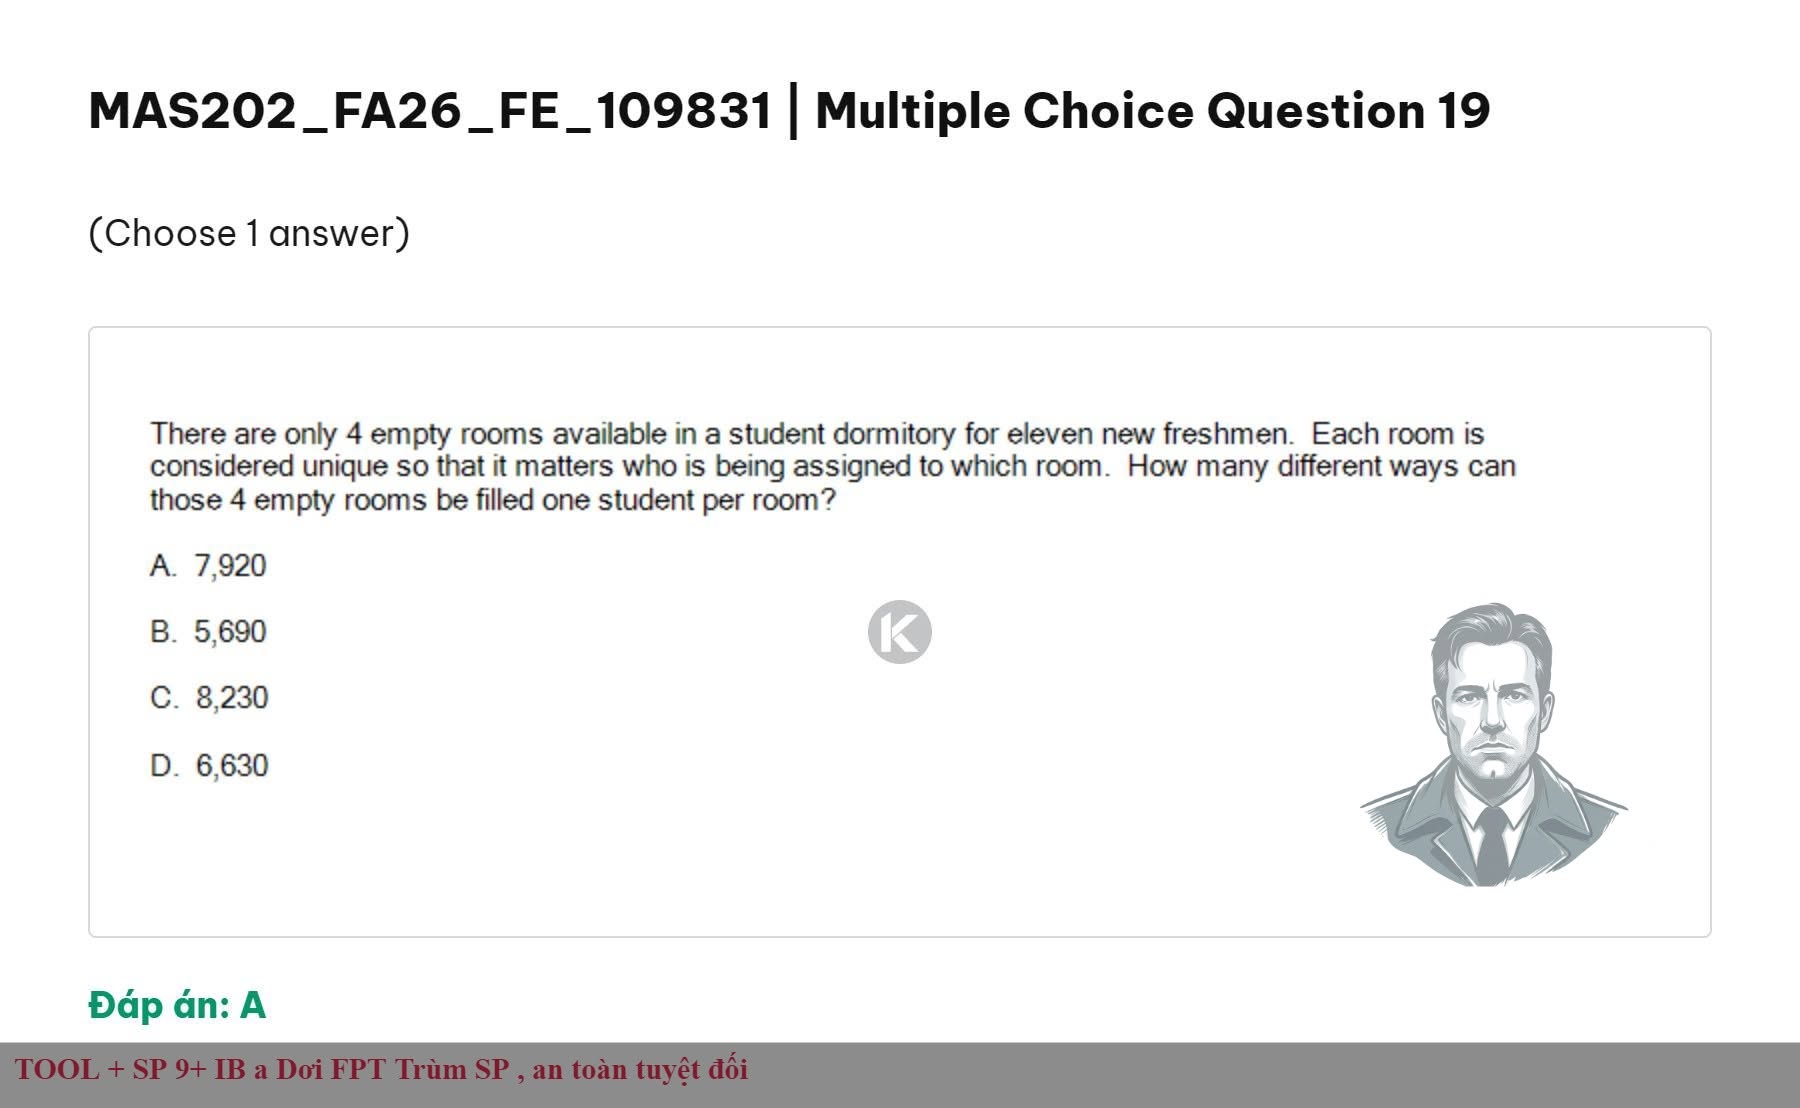 MAS202_FA26_FE_109831 | Multiple Choice Question 19
(Choose 1 answer)
There are only 4 empty rooms available in a student dormitory for eleven new freshmen.  Each room is
considered unique so that it matters who is being assigned to which room.  How many different ways can
those 4 empty rooms be filled one student per room?
A.  7,920
B.  5,690
C.  8,230
D.  6,630
K
Đáp án: A
TOOL + SP 9+ IB a Dơi FPT Trùm SP , an toàn tuyệt đối